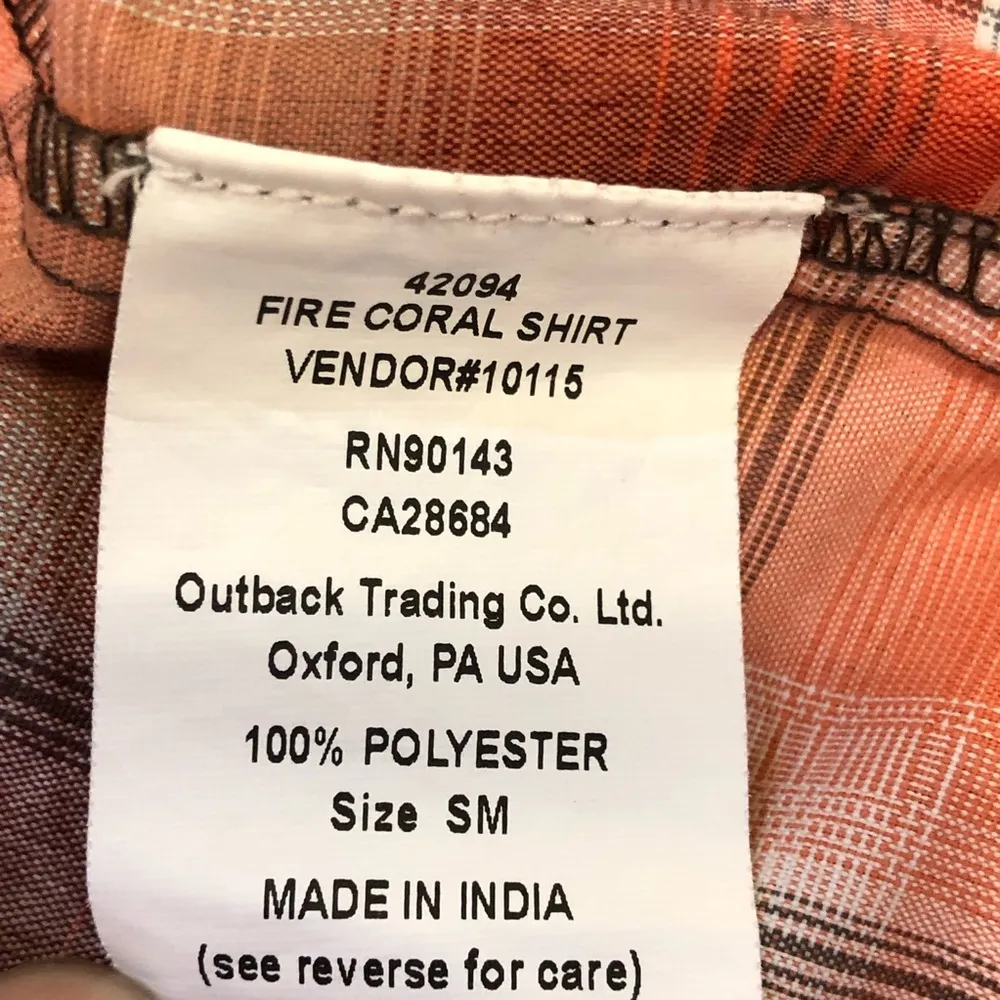 42094
FIRE CORAL SHIRT
VENDOR#10115
RN90143
CA28684
Outback Trading Co. Ltd.
Oxford, PA USA
100% POLYESTER
Size SM
MADE IN INDIA
(see reverse for care)